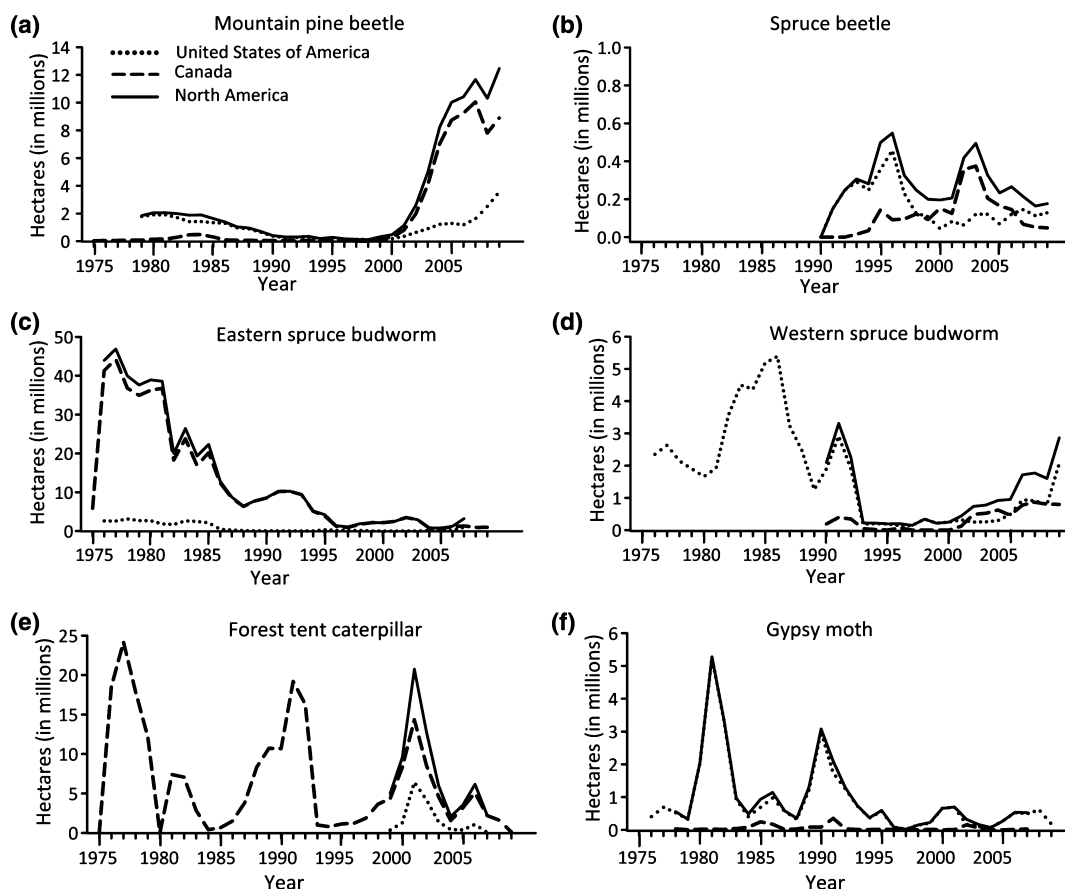 (a)
Mountain pine beetle
Hectares (in millions)
14
12
10
8
6
4
2
0
United States of America
Canada
North America
1975 1980 1985 1990 1995 2000 2005
Year
(b)
Spruce beetle
Hectares (in millions)
1.0
0.8
0.6
0.4
0.2
0.0
1975 1980 1985 1990 1995 2000 2005
Year
(c)
Eastern spruce budworm
Hectares (in millions)
50
40
30
20
10
0
1975 1980 1985 1990 1995 2000 2005
Year
(d)
Western spruce budworm
Hectares (in millions)
6
5
4
3
2
1
0
1975 1980 1985 1990 1995 2000 2005
Year
(e)
Forest tent caterpillar
Hectares (in millions)
25
20
15
10
5
0
1975 1980 1985 1990 1995 2000 2005
Year
(f)
Gypsy moth
Hectares (in millions)
6
5
4
3
2
1
0
1975 1980 1985 1990 1995 2000 2005
Year